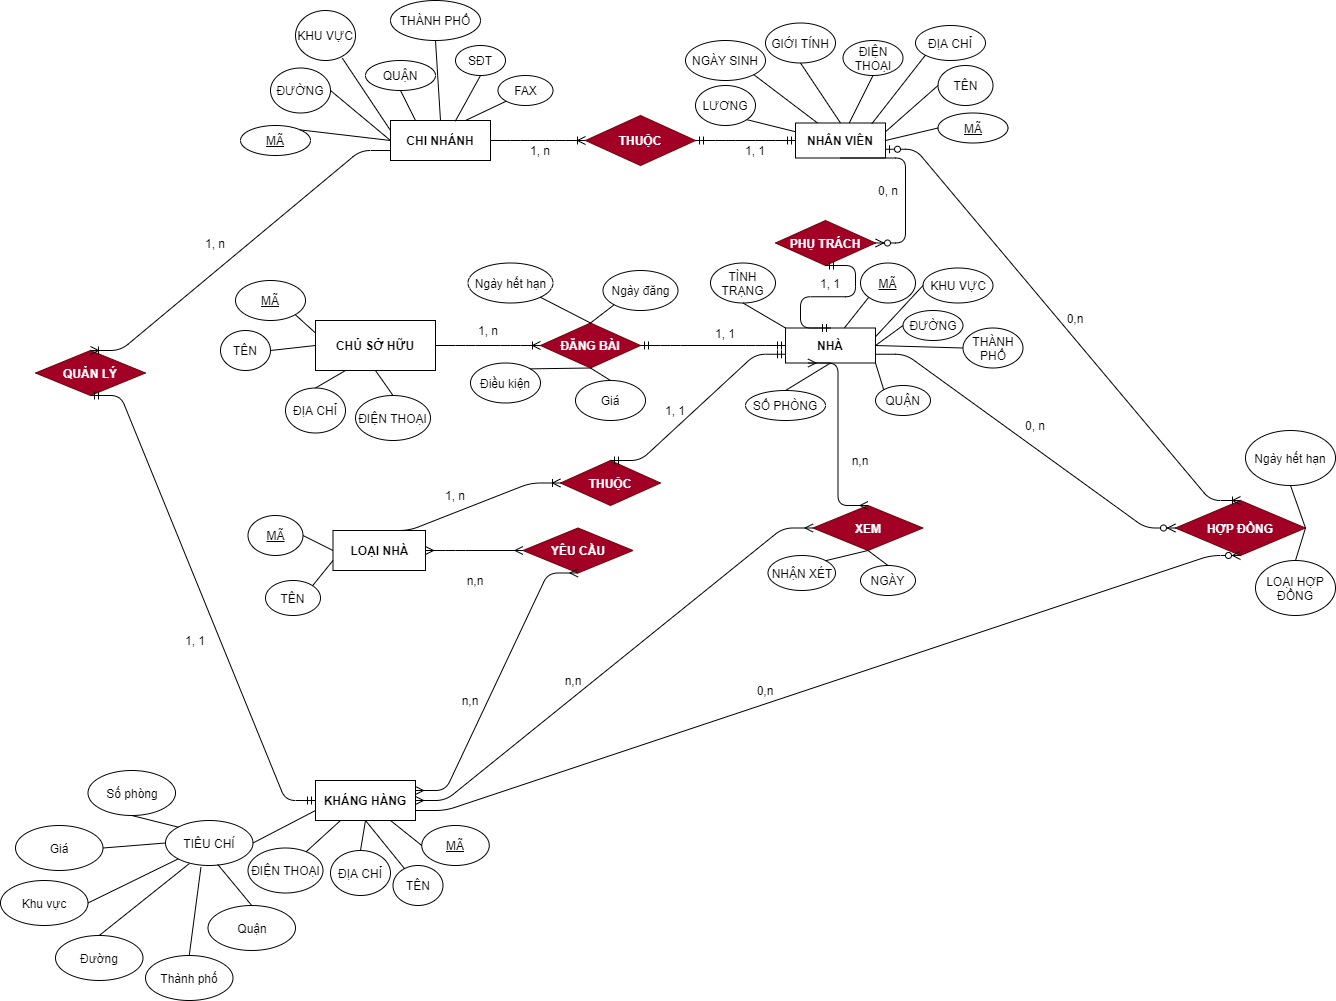 THÀNH PHỐ
KHU VỰC
SĐT
QUẬN
ĐƯỜNG
FAX
MÃ
CHI NHÁNH
1, n
THUỘC
1, 1
GIỚI TÍNH
ĐỊA CHỈ
NGÀY SINH
ĐIỆN
THOẠI
TÊN
LƯƠNG
MÃ
NHÂN VIÊN
0, n
1, n
PHỤ TRÁCH
1, 1
Ngày hết hạn
Ngày đăng
TÌNH
TRẠNG
MÃ
KHU VỰC
MÃ
ĐƯỜNG
0,n
TÊN
CHỦ SỞ HỮU
1, n
ĐĂNG BÀI
1, 1
NHÀ
THÀNH
PHỐ
QUẢN LÝ
Điều kiện
Giá
SỐ PHÒNG
QUẬN
ĐỊA CHỈ
ĐIỆN THOẠI
1, 1
0, n
n,n
Ngày hết hạn
THUỘC
1, n
MÃ
LOẠI NHÀ
YÊU CẦU
XEM
HỢP ĐỒNG
n,n
NHẬN XÉT
NGÀY
LOẠI HỢP
ĐỒNG
TÊN
1, 1
n,n
n,n
0,n
KHÁNG HÀNG
Số phòng
TIÊU CHÍ
Giá
MÃ
ĐIỆN THOẠI
ĐỊA CHỈ
TÊN
Khu vực
Quận
Đường
Thành phố